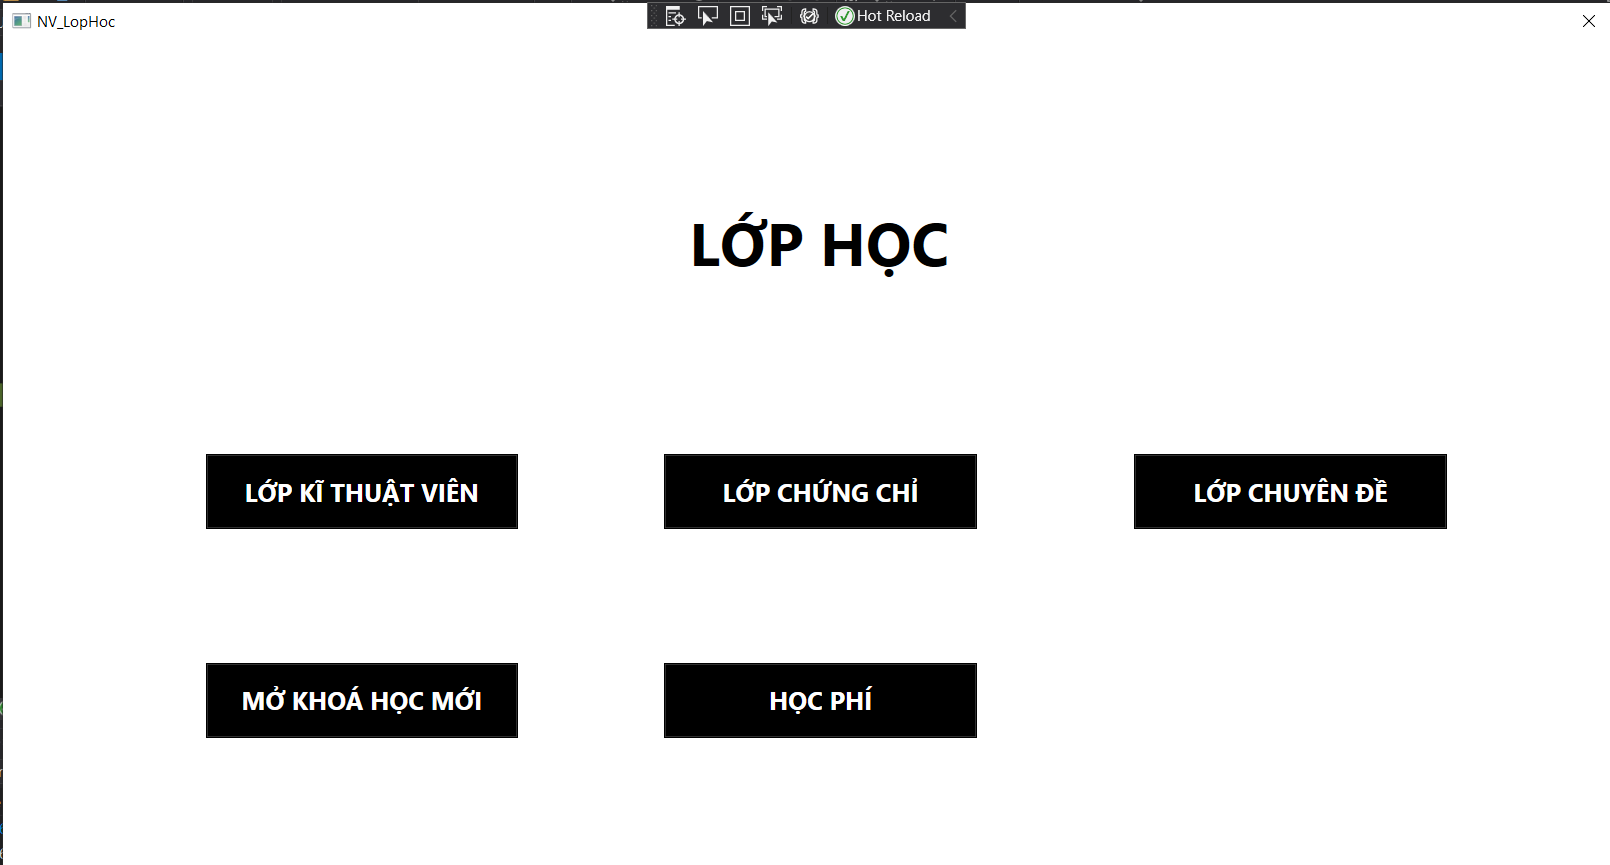 NV_LopHoc
Hot Reload
LỚP HỌC
LỚP KĨ THUẬT VIÊN
LỚP CHỨNG CHỈ
LỚP CHUYÊN ĐỀ
MỞ KHOÁ HỌC MỚI
HỌC PHÍ